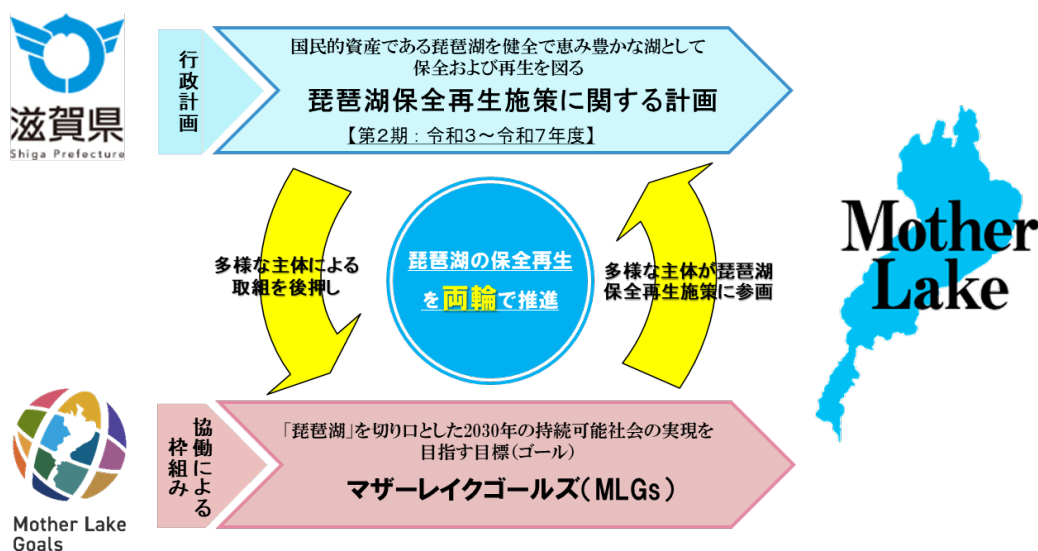 滋賀県
Shiga Prefecture
行政計画
国民的資産である琵琶湖を健全で恵み豊かな湖として
保全および再生を図る
琵琶湖保全再生施策に関する計画
【第2期：令和3～令和7年度】
多様な主体による
取組を後押し
琵琶湖の保全再生
を両輪で推進
多様な主体が琵琶湖
保全再生施策に参画
Mother
Lake
協働による
枠組み
「琵琶湖」を切り口とした2030年の持続可能社会の実現を
目指す目標（ゴール）
マザーレイクゴールズ（MLGs）
Mother Lake
Goals